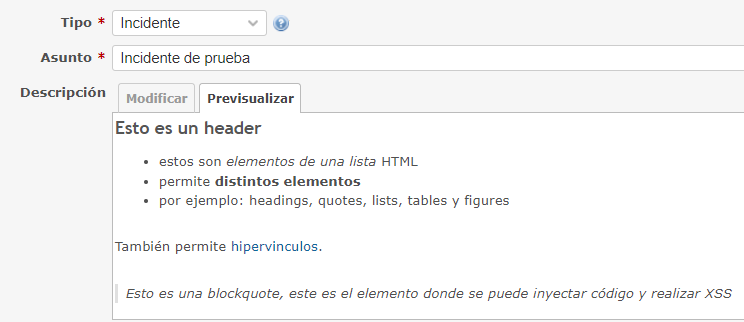 Tipo * Incidente ?
Asunto * Incidente de prueba
Descripción Modificar Previsualizar
Esto es un header
• estos son elementos de una lista HTML
• permite distintos elementos
• por ejemplo: headings, quotes, lists, tables y figures
También permite hipervinculos.
Esto es una blockquote, este es el elemento donde se puede inyectar código y realizar XSS